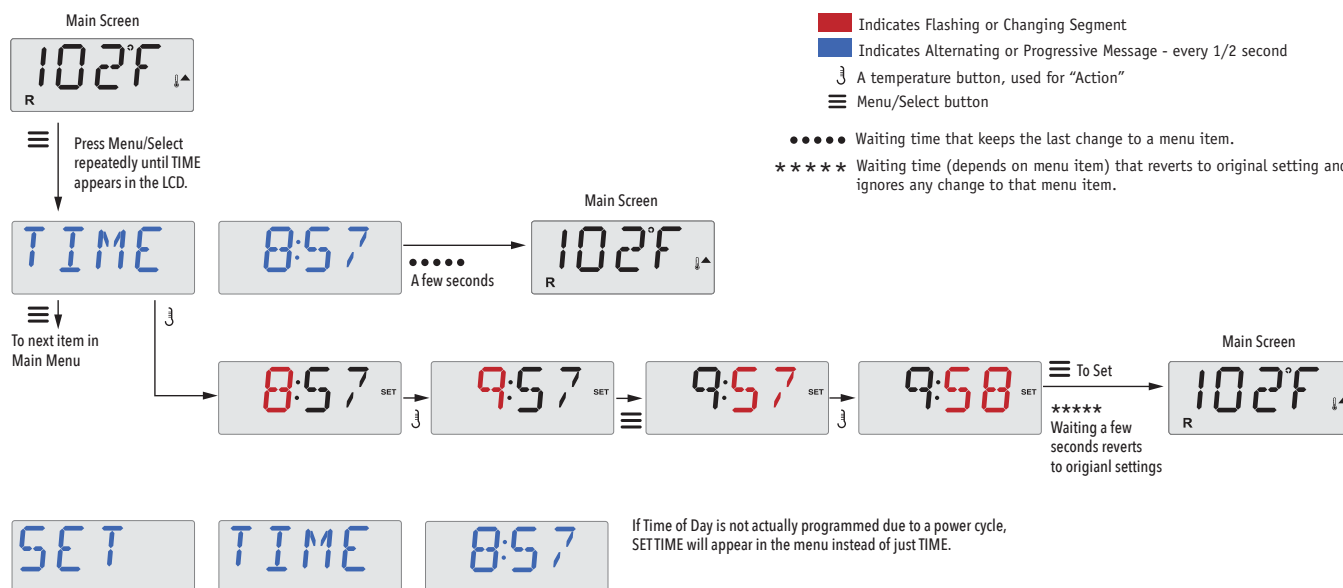 Main Screen
102°F
R
Press Menu/Select
repeatedly until TIME
appears in the LCD.
Indicates Flashing or Changing Segment
Indicates Alternating or Progressive Message - every 1/2 second
A temperature button, used for “Action”
Menu/Select button
••••• Waiting time that keeps the last change to a menu item.
***** Waiting time (depends on menu item) that reverts to original setting and
ignores any change to that menu item.
TIME
8:57
•••••
A few seconds
Main Screen
102°F
R
To next item in
Main Menu
8:57 SET
9:57 SET
9:57 SET
9:58 SET
To Set
*****
Waiting a few
seconds reverts
to origianl settings
Main Screen
102°F
R
SET
TIME
8:57
If Time of Day is not actually programmed due to a power cycle,
SET TIME will appear in the menu instead of just TIME.